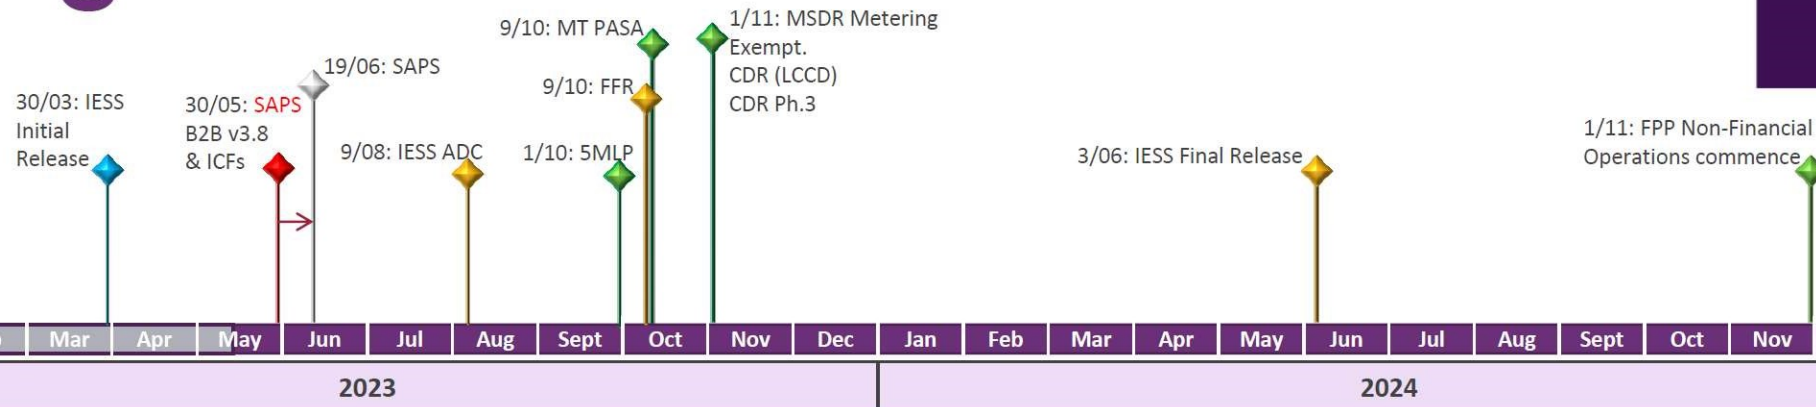 9/10: MT PASA
1/11: MSDR Metering
Exempt.
CDR (LCCD)
CDR Ph.3
19/06: SAPS
9/10: FFR
30/03: IESS
Initial
Release
30/05: SAPS
B2B v3.8
& ICFs
9/08: IESS ADC
1/10: 5MLP
3/06: IESS Final Release
1/11: FPP Non-Financial
Operations commence
Mar Apr May Jun Jul Aug Sept Oct Nov Dec Jan Feb Mar Apr May Jun Jul Aug Sept Oct Nov
2023 2024